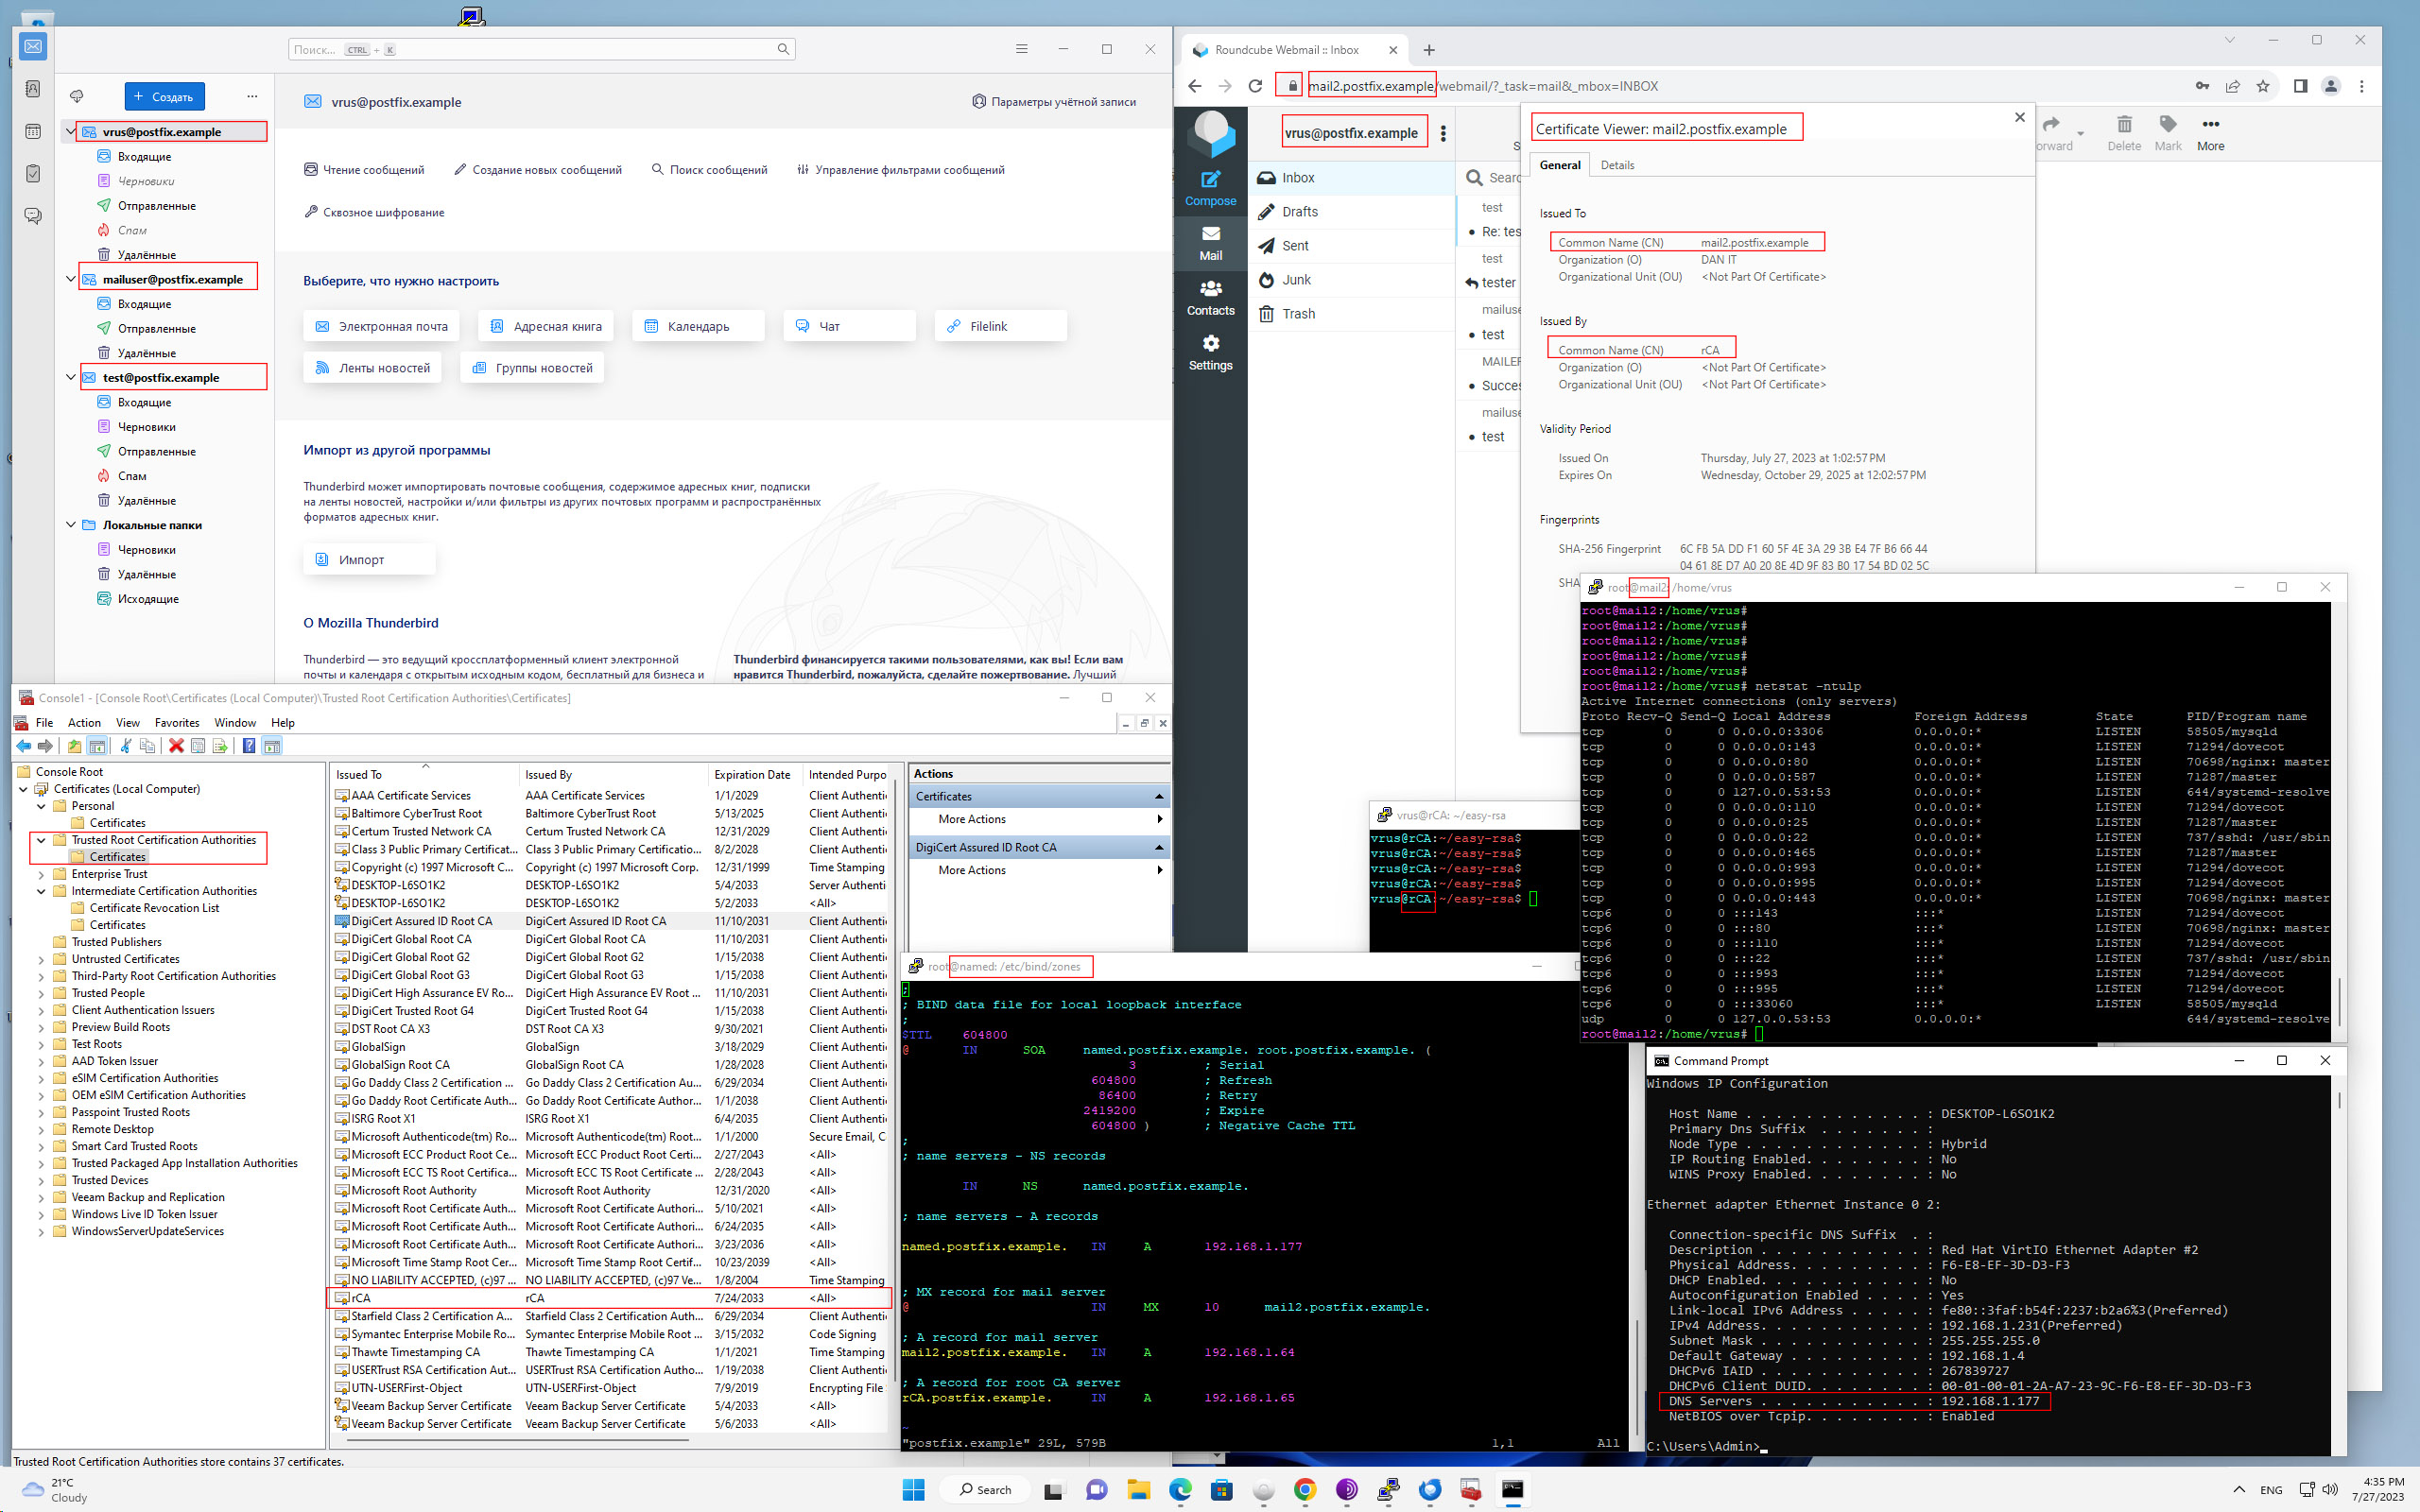 Поиск... CTRL + K
Создать
vrus@postfix.example
Входящие
Черновики
Отправленные
Спам
Удалённые
mailuser@postfix.example
Входящие
Отправленные
Удалённые
test@postfix.example
Входящие
Черновики
Отправленные
Спам
Удалённые
Локальные папки
Черновики
Удалённые
Исходящие
vrus@postfix.example
Параметры учётной записи
Чтение сообщений
Создание новых сообщений
Поиск сообщений
Управление фильтрами сообщений
Сквозное шифрование
Выберите, что нужно настроить
Электронная почта
Адресная книга
Календарь
Чат
Filelink
Ленты новостей
Группы новостей
Импорт из другой программы
Thunderbird может импортировать почтовые сообщения, содержимое адресных книг, подписки
на ленты новостей, настройки и/или фильтры из других почтовых программ и распространённых
форматов адресных книг.
Импорт
О Mozilla Thunderbird
Thunderbird — это ведущий кроссплатформенный клиент электронной
почты и календаря с открытым исходным кодом, бесплатный для бизнеса и
Thunderbird финансируется такими пользователями, как вы! Если вам
нравится Thunderbird, пожалуйста, сделайте пожертвование. Лучший
Roundcube Webmail :: Inbox
mail2.postfix.example/webmail/?_task=mail&_mbox=INBOX
Compose
Mail
Contacts
Settings
vrus@postfix.example
Inbox
Drafts
Sent
Junk
Trash
S
Searc
test
Re: tes
test
tester
mailuse
test
MAILER
Succes
mailuse
test
orward
Delete
Mark
More
Certificate Viewer: mail2.postfix.example
General
Details
Issued To
Common Name (CN) mail2.postfix.example
Organization (O) DAN IT
Organizational Unit (OU) <Not Part Of Certificate>
Issued By
Common Name (CN) rCA
Organization (O) <Not Part Of Certificate>
Organizational Unit (OU) <Not Part Of Certificate>
Validity Period
Issued On Thursday, July 27, 2023 at 1:02:57 PM
Expires On Wednesday, October 29, 2025 at 12:02:57 PM
Fingerprints
SHA-256 Fingerprint 6C FB 5A DD F1 60 5F 4E 3A 29 3B E4 7F B6 66 44
04 61 8E D7 A0 20 8E 4D 9F 83 B0 17 54 BD 02 5C
SHA
root@mail2: /home/vrus
root@mail2:/home/vrus#
root@mail2:/home/vrus#
root@mail2:/home/vrus#
root@mail2:/home/vrus#
root@mail2:/home/vrus#
root@mail2:/home/vrus# netstat -ntulp
Active Internet connections (only servers)
Proto Recv-Q Send-Q Local Address Foreign Address State PID/Program name
tcp 0 0 0.0.0.0:3306 0.0.0.0:* LISTEN 58505/mysqld
tcp 0 0 0.0.0.0:143 0.0.0.0:* LISTEN 71294/dovecot
tcp 0 0 0.0.0.0:80 0.0.0.0:* LISTEN 70698/nginx: master
tcp 0 0 0.0.0.0:587 0.0.0.0:* LISTEN 71287/master
tcp 0 0 127.0.0.53:53 0.0.0.0:* LISTEN 644/systemd-resolve
tcp 0 0 0.0.0.0:110 0.0.0.0:* LISTEN 71294/dovecot
tcp 0 0 0.0.0.0:25 0.0.0.0:* LISTEN 71287/master
tcp 0 0 0.0.0.0:22 0.0.0.0:* LISTEN 737/sshd: /usr/sbin
tcp 0 0 0.0.0.0:465 0.0.0.0:* LISTEN 71287/master
tcp 0 0 0.0.0.0:993 0.0.0.0:* LISTEN 71294/dovecot
tcp 0 0 0.0.0.0:995 0.0.0.0:* LISTEN 71294/dovecot
tcp 0 0 0.0.0.0:443 0.0.0.0:* LISTEN 70698/nginx: master
tcp6 0 0 :::143 :::* LISTEN 71294/dovecot
tcp6 0 0 :::80 :::* LISTEN 70698/nginx: master
tcp6 0 0 :::110 :::* LISTEN 71294/dovecot
tcp6 0 0 :::22 :::* LISTEN 737/sshd: /usr/sbin
tcp6 0 0 :::993 :::* LISTEN 71294/dovecot
tcp6 0 0 :::995 :::* LISTEN 71294/dovecot
tcp6 0 0 :::33060 :::* LISTEN 58505/mysqld
udp 0 0 127.0.0.53:53 0.0.0.0:* 644/systemd-resolve
root@mail2:/home/vrus#
vrus@rCA: ~/easy-rsa
vrus@rCA:~/easy-rsa$
vrus@rCA:~/easy-rsa$
vrus@rCA:~/easy-rsa$
vrus@rCA:~/easy-rsa$
vrus@rCA:~/easy-rsa$
Console1 - [Console Root\Certificates (Local Computer)\Trusted Root Certification Authorities\Certificates]
File Action View Favorites Window Help
Console Root
Certificates (Local Computer)
Personal
Certificates
Trusted Root Certification Authorities
Certificates
Enterprise Trust
Intermediate Certification Authorities
Certificate Revocation List
Certificates
Trusted Publishers
Untrusted Certificates
Third-Party Root Certification Authorities
Trusted People
Client Authentication Issuers
Preview Build Roots
Test Roots
AAD Token Issuer
eSIM Certification Authorities
OEM eSIM Certification Authorities
Passpoint Trusted Roots
Remote Desktop
Smart Card Trusted Roots
Trusted Packaged App Installation Authorities
Trusted Devices
Veeam Backup and Replication
Windows Live ID Token Issuer
WindowsServerUpdateServices
Issued To Issued By Expiration Date Intended Purpo
AAA Certificate Services AAA Certificate Services 1/1/2029 Client Authenti
Baltimore CyberTrust Root Baltimore CyberTrust Root 5/13/2025 Client Authenti
Certum Trusted Network CA Certum Trusted Network CA 12/31/2029 Client Authenti
Class 3 Public Primary Certificat... Class 3 Public Primary Certificatio... 8/2/2028 Client Authenti
Copyright (c) 1997 Microsoft C... Copyright (c) 1997 Microsoft Corp. 12/31/1999 Time Stamping
DESKTOP-L6SO1K2 DESKTOP-L6SO1K2 5/4/2033 Server Authenti
DESKTOP-L6SO1K2 DESKTOP-L6SO1K2 5/2/2033 <All>
DigiCert Assured ID Root CA DigiCert Assured ID Root CA 11/10/2031 Client Authenti
DigiCert Global Root CA DigiCert Global Root CA 11/10/2031 Client Authenti
DigiCert Global Root G2 DigiCert Global Root G2 1/15/2038 Client Authenti
DigiCert Global Root G3 DigiCert Global Root G3 1/15/2038 Client Authenti
DigiCert High Assurance EV Ro... DigiCert High Assurance EV Root ... 11/10/2031 Client Authenti
DigiCert Trusted Root G4 DigiCert Trusted Root G4 1/15/2038 Client Authenti
DST Root CA X3 DST Root CA X3 9/30/2021 Client Authenti
GlobalSign GlobalSign 3/18/2029 Client Authenti
GlobalSign Root CA GlobalSign Root CA 1/28/2028 Client Authenti
Go Daddy Class 2 Certification ... Go Daddy Class 2 Certification Au... 6/29/2034 Client Authenti
Go Daddy Root Certificate Auth... Go Daddy Root Certificate Author... 1/1/2038 Client Authenti
ISRG Root X1 ISRG Root X1 6/4/2035 Client Authenti
Microsoft Authenticode(tm) Ro... Microsoft Authenticode(tm) Root... 1/1/2000 Secure Email, C
Microsoft ECC Product Root Ce... Microsoft ECC Product Root Certi... 2/27/2043 <All>
Microsoft ECC TS Root Certifica... Microsoft ECC TS Root Certificate ... 2/28/2043 <All>
Microsoft Root Authority Microsoft Root Authority 12/31/2020 <All>
Microsoft Root Certificate Auth... Microsoft Root Certificate Authori... 5/10/2021 <All>
Microsoft Root Certificate Auth... Microsoft Root Certificate Authori... 6/24/2035 <All>
Microsoft Root Certificate Auth... Microsoft Root Certificate Authori... 3/23/2036 <All>
Microsoft Time Stamp Root Cer... Microsoft Time Stamp Root Certif... 10/23/2039 <All>
NO LIABILITY ACCEPTED, (c)97 ... NO LIABILITY ACCEPTED, (c)97 Ve... 1/8/2004 Time Stamping
rCA rCA 7/24/2033 <All>
Starfield Class 2 Certification A... Starfield Class 2 Certification Auth... 6/29/2034 Client Authenti
Symantec Enterprise Mobile Ro... Symantec Enterprise Mobile Root ... 3/15/2032 Code Signing
Thawte Timestamping CA Thawte Timestamping CA 1/1/2021 Time Stamping
USERTrust RSA Certification Aut... USERTrust RSA Certification Autho... 1/19/2038 Client Authenti
UTN-USERFirst-Object UTN-USERFirst-Object 7/9/2019 Encrypting File
Veeam Backup Server Certificate Veeam Backup Server Certificate 5/4/2033 <All>
Veeam Backup Server Certificate Veeam Backup Server Certificate 5/6/2033 <All>
Actions
Certificates
More Actions
DigiCert Assured ID Root CA
More Actions
Trusted Root Certification Authorities store contains 37 certificates.
root@named: /etc/bind/zones
;
; BIND data file for local loopback interface
;
$TTL 604800
@ IN SOA named.postfix.example. root.postfix.example. (
3 ; Serial
604800 ; Refresh
86400 ; Retry
2419200 ; Expire
604800 ) ; Negative Cache TTL
;
; name servers - NS records
IN NS named.postfix.example.
; name servers - A records
named.postfix.example. IN A 192.168.1.177
; MX record for mail server
@ IN MX 10 mail2.postfix.example.
; A record for mail server
mail2.postfix.example. IN A 192.168.1.64
; A record for root CA server
rCA.postfix.example. IN A 192.168.1.65
~
"postfix.example" 29L, 579B 1,1 All
Command Prompt
Windows IP Configuration
Host Name . . . . . . . . . . . . : DESKTOP-L6SO1K2
Primary Dns Suffix . . . . . . . :
Node Type . . . . . . . . . . . . : Hybrid
IP Routing Enabled. . . . . . . . : No
WINS Proxy Enabled. . . . . . . . : No
Ethernet adapter Ethernet Instance 0 2:
Connection-specific DNS Suffix . :
Description . . . . . . . . . . . : Red Hat VirtIO Ethernet Adapter #2
Physical Address. . . . . . . . . : F6-E8-EF-3D-D3-F3
DHCP Enabled. . . . . . . . . . . : No
Autoconfiguration Enabled . . . . : Yes
Link-local IPv6 Address . . . . . : fe80::3faf:b54f:2237:b2a6%3(Preferred)
IPv4 Address. . . . . . . . . . . : 192.168.1.231(Preferred)
Subnet Mask . . . . . . . . . . . : 255.255.255.0
Default Gateway . . . . . . . . . : 192.168.1.4
DHCPv6 IAID . . . . . . . . . . . : 267839727
DHCPv6 Client DUID. . . . . . . . : 00-01-00-01-2A-A7-23-9C-F6-E8-EF-3D-D3-F3
DNS Servers . . . . . . . . . . . : 192.168.1.177
NetBIOS over Tcpip. . . . . . . . : Enabled
C:\Users\Admin>
21°C
Cloudy
Search
ENG
4:35 PM
7/27/2023